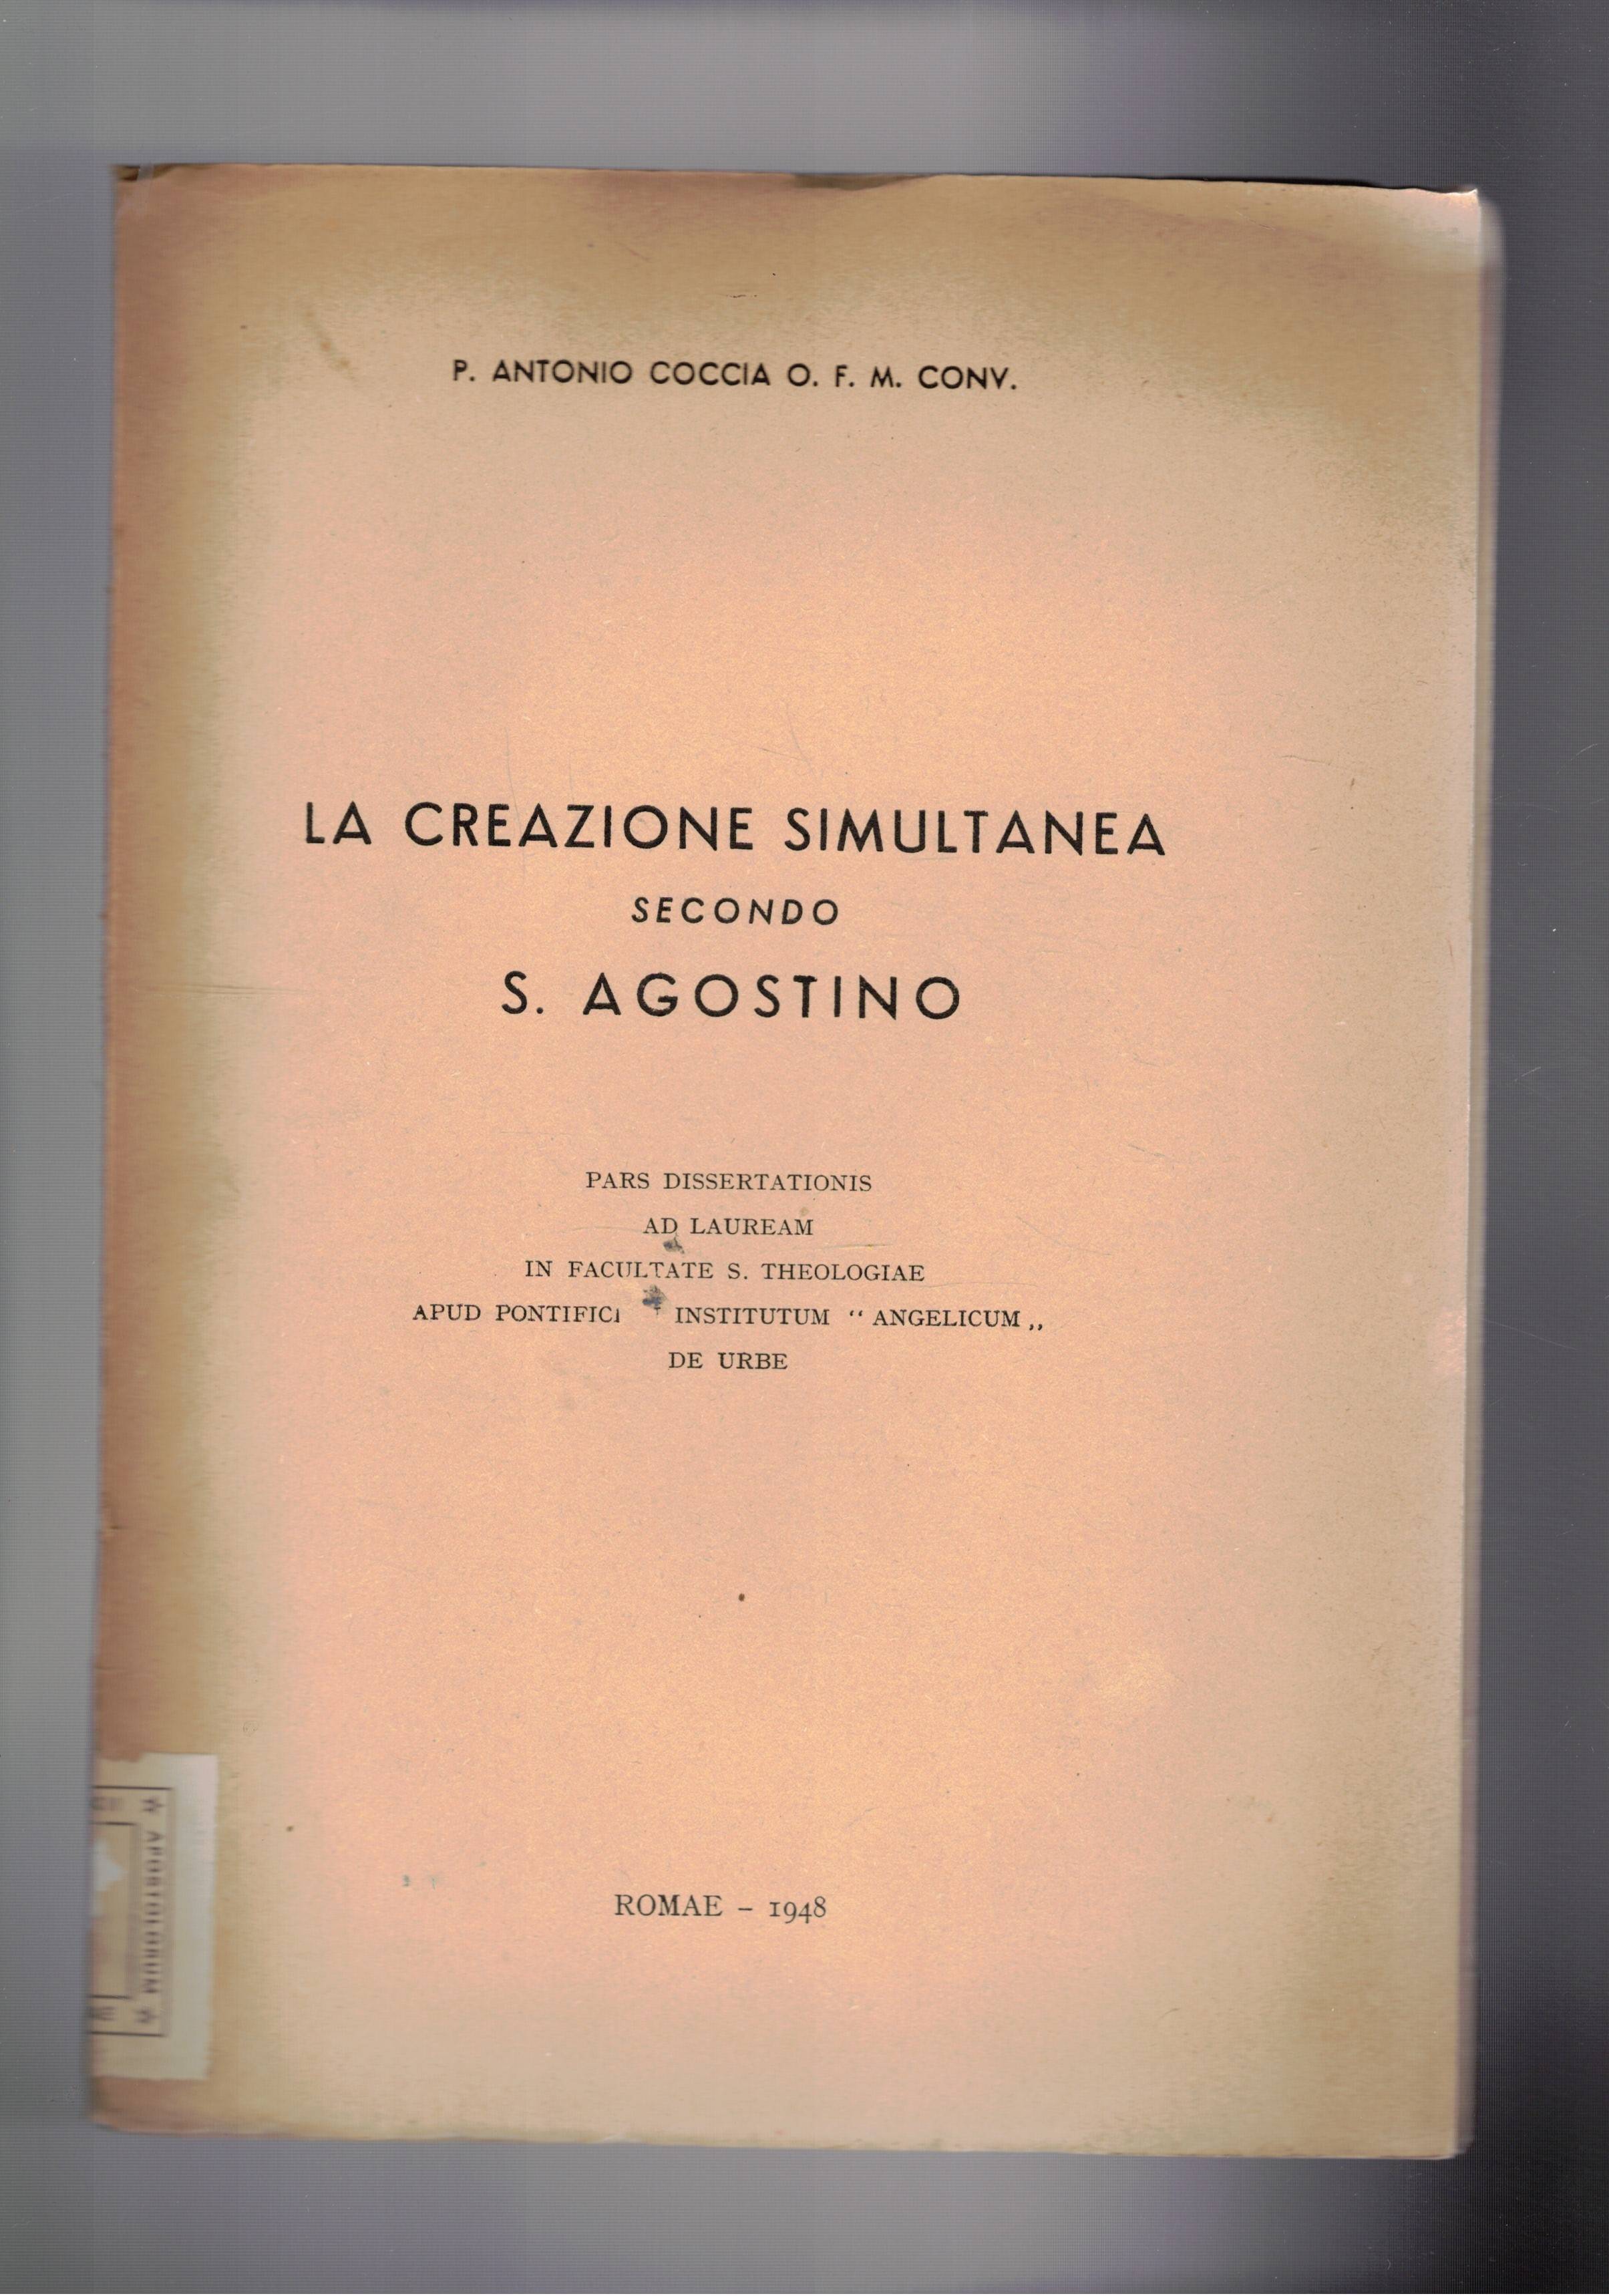 P. ANTONIO COCCIA O. F. M. CONV.
LA CREAZIONE SIMULTANEA
SECONDO
S. AGOSTINO
PARS DISSERTATIONIS
AD LAUREAM
IN FACULTATE S. THEOLOGIAE
APUD INSTITUTUM “ ANGELICUM „
DE URBE
ROMAE – 1948
★ APOSTOLORUM ★